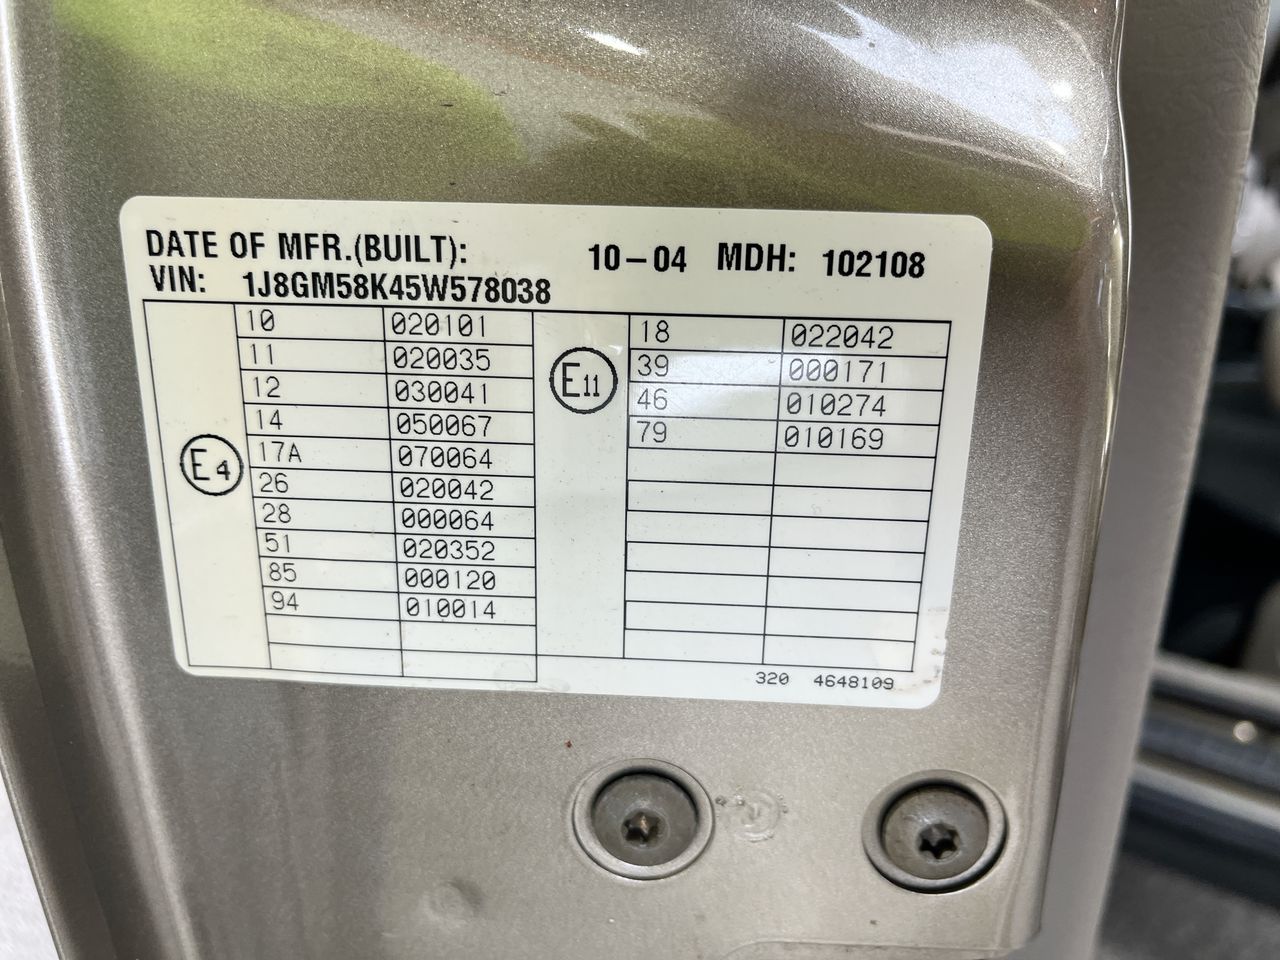 DATE OF MFR.(BUILT): 10-04 MDH: 102108
VIN: 1J8GM58K45W578038
E4
10 020101
11 020035
12 030041
14 050067
17A 070064
26 020042
28 000064
51 020352
85 000120
94 010014
E11
18 022042
39 000171
46 010274
79 010169
320 4648109